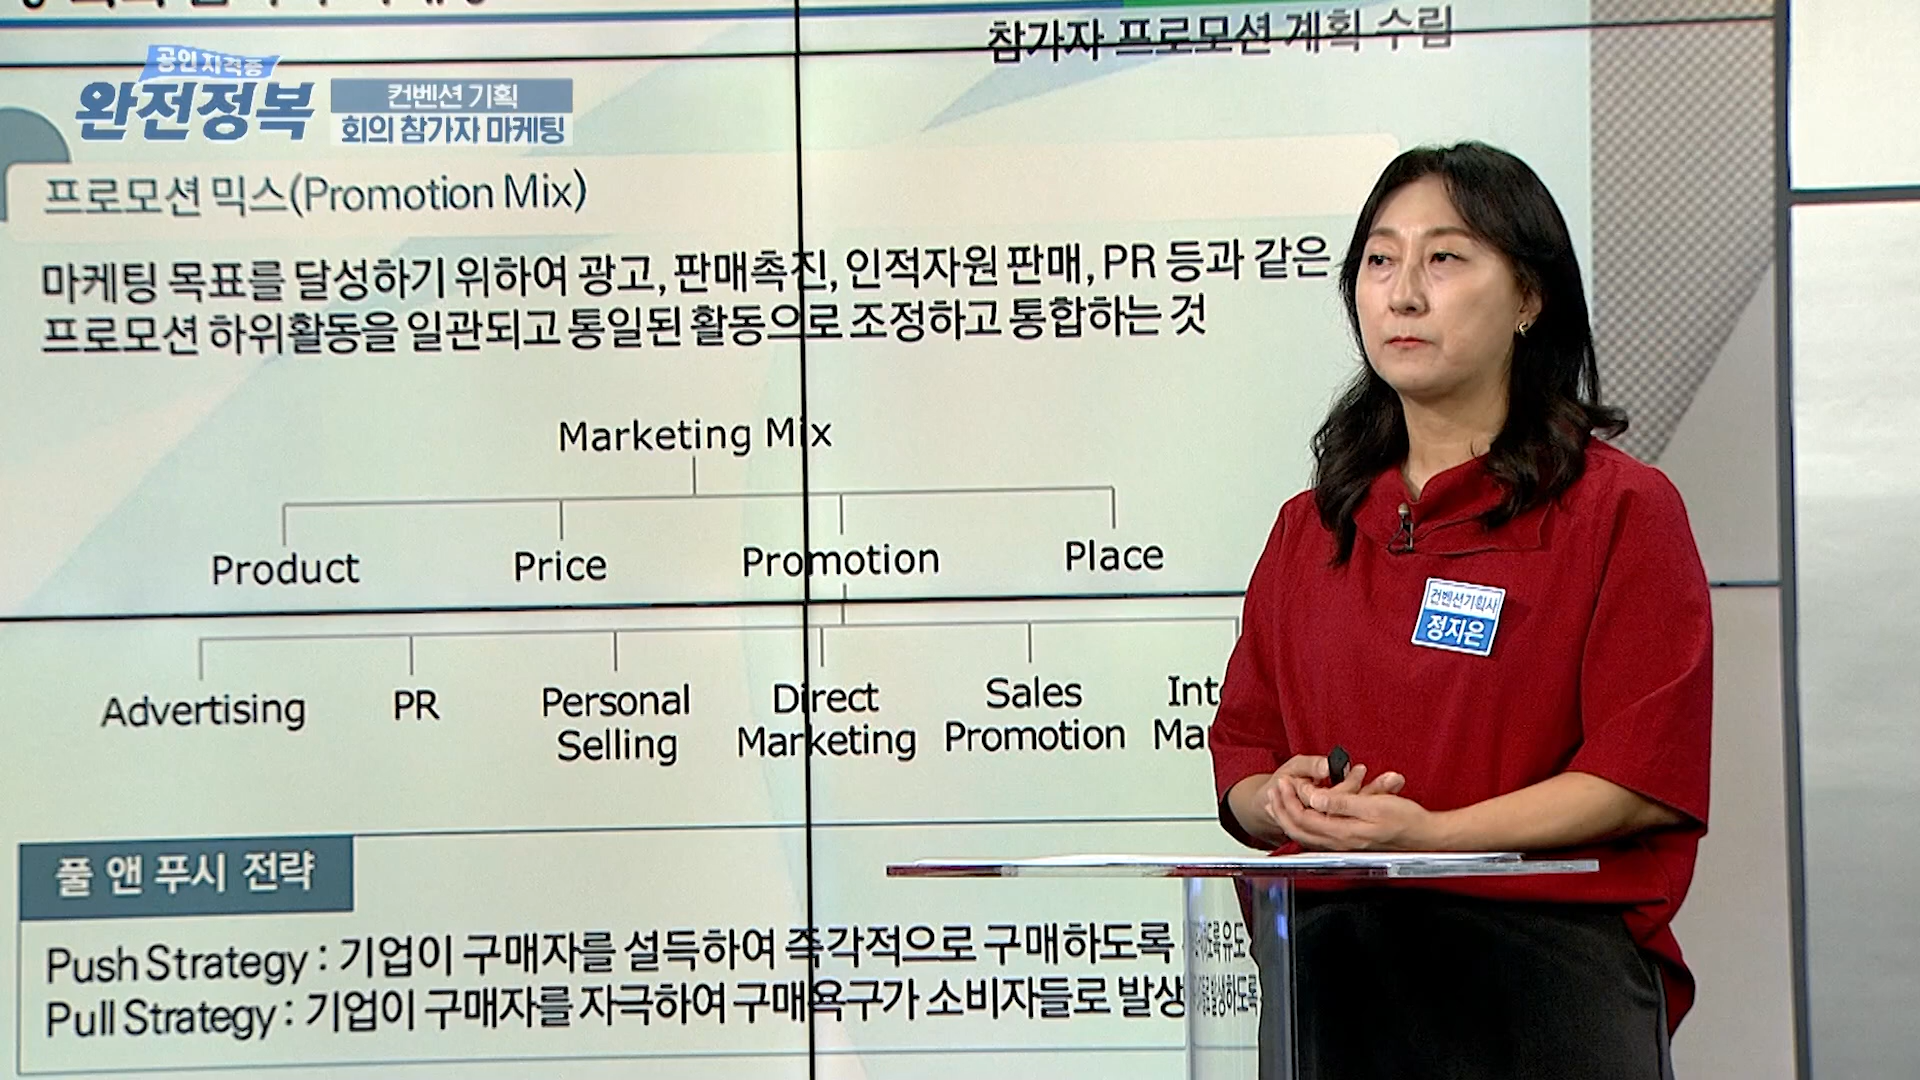 참가자 프로모션 계획 수립
공인 자격증
완전정복
컨벤션 기획
회의 참가자 마케팅
프로모션 믹스(Promotion Mix)
마케팅 목표를 달성하기 위하여 광고, 판매촉진, 인적자원 판매, PR 등과 같은
프로모션 하위활동을 일관되고 통일된 활동으로 조정하고 통합하는 것
Marketing Mix
Product Price Promotion Place
Advertising PR Personal Direct Sales
Selling Marketing Promotion
컨벤션기획사
정지은
풀 앤 푸시 전략
Push Strategy : 기업이 구매자를 설득하여 즉각적으로 구매하도록 유도
Pull Strategy : 기업이 구매자를 자극하여 구매욕구가 소비자들로 발생하도록